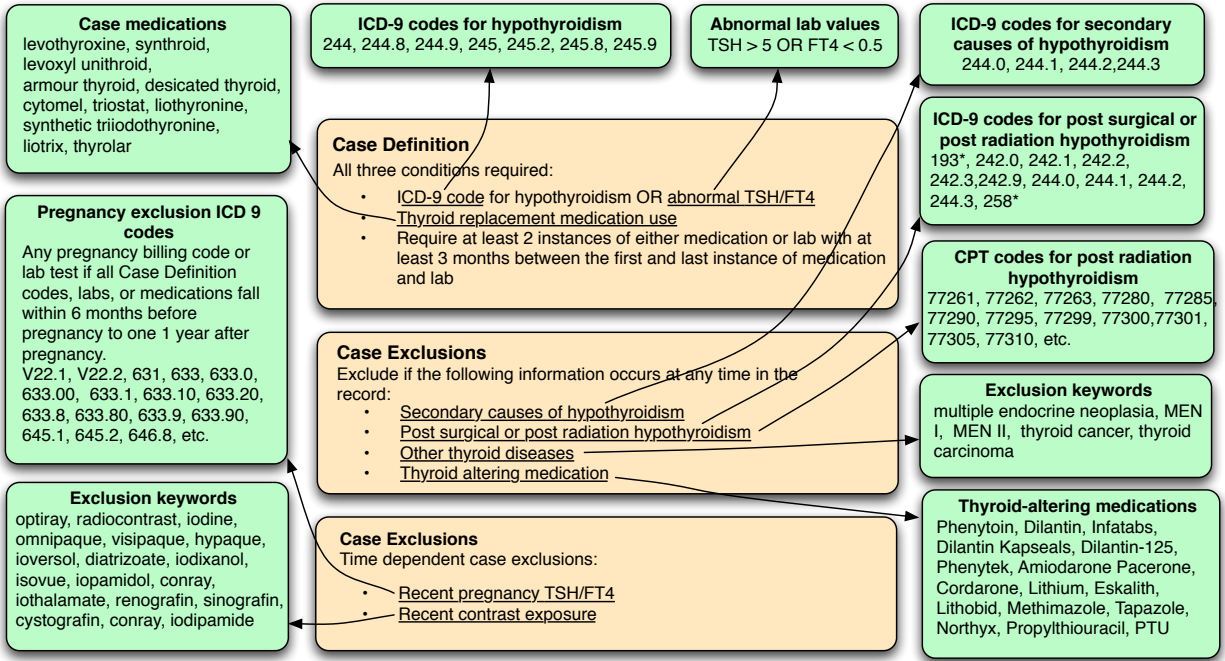 Case medications
levothyroxine, synthroid,
levoxyl unithroid,
armour thyroid, desicated thyroid,
cytomel, triostat, liothyronine,
synthetic triiodothyronine,
liotrix, thyrolar
ICD-9 codes for hypothyroidism
244, 244.8, 244.9, 245, 245.2, 245.8, 245.9
Abnormal lab values
TSH > 5 OR FT4 < 0.5
ICD-9 codes for secondary
causes of hypothyroidism
244.0, 244.1, 244.2,244.3
ICD-9 codes for post surgical or
post radiation hypothyroidism
193*, 242.0, 242.1, 242.2,
242.3,242.9, 244.0, 244.1, 244.2,
244.3, 258*
Case Definition
All three conditions required:
• ICD-9 code for hypothyroidism OR abnormal TSH/FT4
• Thyroid replacement medication use
• Require at least 2 instances of either medication or lab with at
least 3 months between the first and last instance of medication
and lab
Pregnancy exclusion ICD 9
codes
Any pregnancy billing code or
lab test if all Case Definition
codes, labs, or medications fall
within 6 months before
pregnancy to one 1 year after
pregnancy.
V22.1, V22.2, 631, 633, 633.0,
633.00, 633.1, 633.10, 633.20,
633.8, 633.80, 633.9, 633.90,
645.1, 645.2, 646.8, etc.
CPT codes for post radiation
hypothyroidism
77261, 77262, 77263, 77280, 77285,
77290, 77295, 77299, 77300,77301,
77305, 77310, etc.
Case Exclusions
Exclude if the following information occurs at any time in the
record:
• Secondary causes of hypothyroidism
• Post surgical or post radiation hypothyroidism
• Other thyroid diseases
• Thyroid altering medication
Exclusion keywords
multiple endocrine neoplasia, MEN
I, MEN II, thyroid cancer, thyroid
carcinoma
Exclusion keywords
optiray, radiocontrast, iodine,
omnipaque, visipaque, hypaque,
ioversol, diatrizoate, iodixanol,
isovue, iopamidol, conray,
iothalamate, renografin, sinografin,
cystografin, conray, iodipamide
Case Exclusions
Time dependent case exclusions:
• Recent pregnancy TSH/FT4
• Recent contrast exposure
Thyroid-altering medications
Phenytoin, Dilantin, Infatabs,
Dilantin Kapseals, Dilantin-125,
Phenytek, Amiodarone Pacerone,
Cordarone, Lithium, Eskalith,
Lithobid, Methimazole, Tapazole,
Northyx, Propylthiouracil, PTU